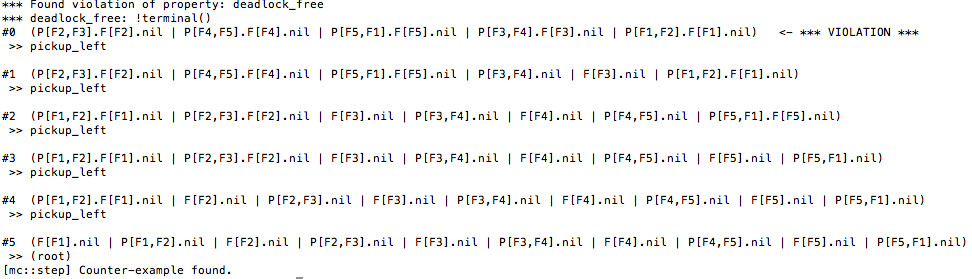 *** Found violation of property: deadlock_free
*** deadlock_free: !terminal()
#0  (P[F2,F3].F[F2].nil | P[F4,F5].F[F4].nil | P[F5,F1].F[F5].nil | P[F3,F4].F[F3].nil | P[F1,F2].F[F1].nil)   <- *** VIOLATION ***
 >> pickup_left
#1  (P[F2,F3].F[F2].nil | P[F4,F5].F[F4].nil | P[F5,F1].F[F5].nil | P[F3,F4].nil | F[F3].nil | P[F1,F2].F[F1].nil)
 >> pickup_left
#2  (P[F1,F2].F[F1].nil | P[F2,F3].F[F2].nil | F[F3].nil | P[F3,F4].nil | F[F4].nil | P[F4,F5].nil | P[F5,F1].F[F5].nil)
 >> pickup_left
#3  (P[F1,F2].F[F1].nil | P[F2,F3].F[F2].nil | F[F3].nil | P[F3,F4].nil | F[F4].nil | P[F4,F5].nil | F[F5].nil | P[F5,F1].nil)
 >> pickup_left
#4  (P[F1,F2].F[F1].nil | F[F2].nil | P[F2,F3].nil | F[F3].nil | P[F3,F4].nil | F[F4].nil | P[F4,F5].nil | F[F5].nil | P[F5,F1].nil)
 >> pickup_left
#5  (F[F1].nil | P[F1,F2].nil | F[F2].nil | P[F2,F3].nil | F[F3].nil | P[F3,F4].nil | F[F4].nil | P[F4,F5].nil | F[F5].nil | P[F5,F1].nil)
 >> (root)
[mc::step] Counter-example found.